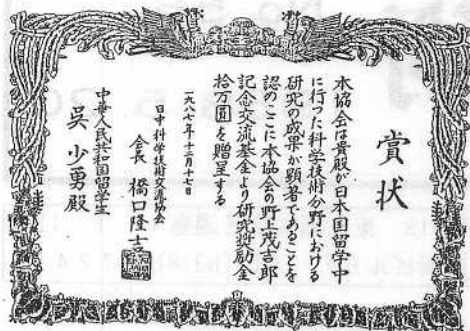 賞状
本協会は貴殿が日本国留学中
に行った科学技術分野における
研究の成果が顕著であることを
認めここに本協会の野上茂吉郎
記念交流基金より研究奨励金
拾万圓を贈呈する
一九八七年十二月十七日
日中科学技術交流協会
会長 橋口隆吉
中華人民共和国留学生
吳少勇殿